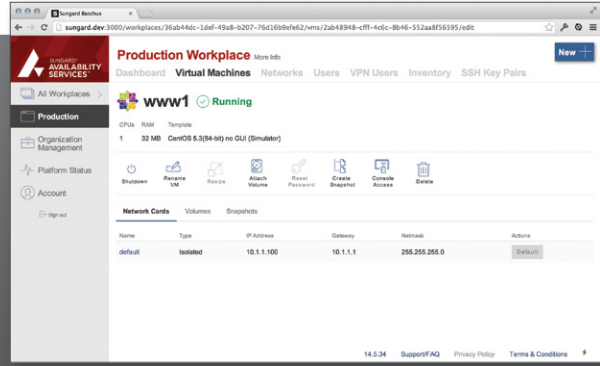 Sungard Bacchus
sungard.dev:3000/workplaces/36ab44dc-1def-49a8-b207-76d16b9efe62/vms/2ab48948-cfff-4c6c-8b46-552aa8f56595/edit
SUNGARD®
AVAILABILITY
SERVICES™
All Workplaces
Production
Organization
Management
Platform Status
Account
Sign out
Production Workplace More Info
New
Dashboard Virtual Machines Networks Users VPN Users Inventory SSH Key Pairs
www1 Running
CPUs RAM Template
1 32 MB CentOS 5.3(64-bit) no GUI (Simulator)
Shutdown
Rename
VM
Resize
Attach
Volume
Reset
Password
Create
Snapshot
Console
Access
Delete
Network Cards Volumes Snapshots
Name Type IP Address Gateway Netmask Actions
default Isolated 10.1.1.100 10.1.1.1 255.255.255.0 Default
14.5.34 Support/FAQ Privacy Policy Terms & Conditions